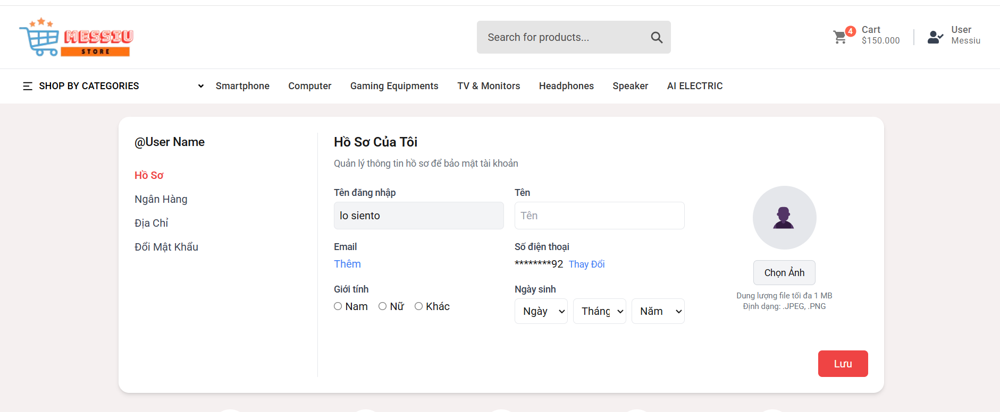 MESSIU
STORE
Search for products...
4
Cart
$150.000
User
Messiu
SHOP BY CATEGORIES
Smartphone
Computer
Gaming Equipments
TV & Monitors
Headphones
Speaker
AI ELECTRIC
@User Name
Hồ Sơ
Ngân Hàng
Địa Chỉ
Đổi Mật Khẩu
Hồ Sơ Của Tôi
Quản lý thông tin hồ sơ để bảo mật tài khoản
Tên đăng nhập
lo siento
Tên
Tên
Email
Thêm
Số điện thoại
********92 Thay Đổi
Giới tính
Nam Nữ Khác
Ngày sinh
Ngày Tháng Năm
Chọn Ảnh
Dung lượng file tối đa 1 MB
Định dạng: .JPEG, .PNG
Lưu